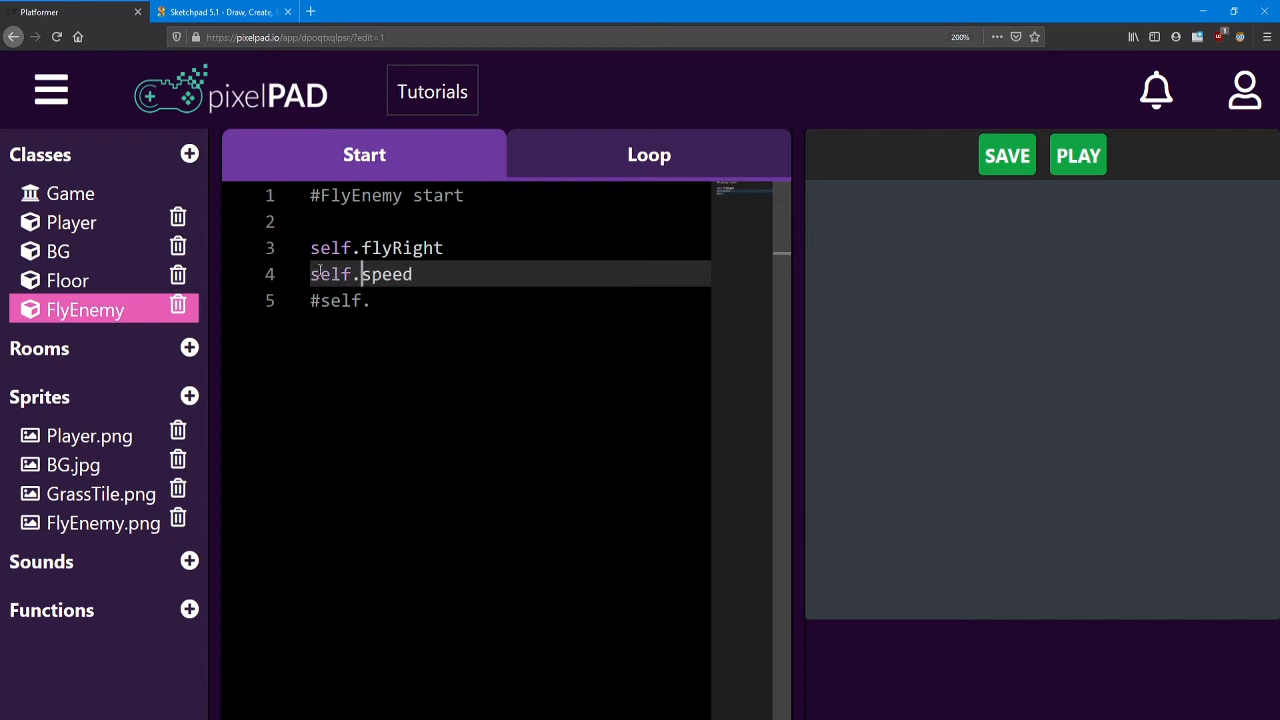 Platformer
Sketchpad 5.1 - Draw, Create,
https://pixelpad.io/app/dpoqtxqlpsr/?edit=1
200%
1
pixelPAD
Tutorials
Classes
Game
Player
BG
Floor
FlyEnemy
Rooms
Sprites
Player.png
BG.jpg
GrassTile.png
FlyEnemy.png
Sounds
Functions
Start
Loop
1 #FlyEnemy start
2
3 self.flyRight
4 self.speed
5 #self.
SAVE
PLAY